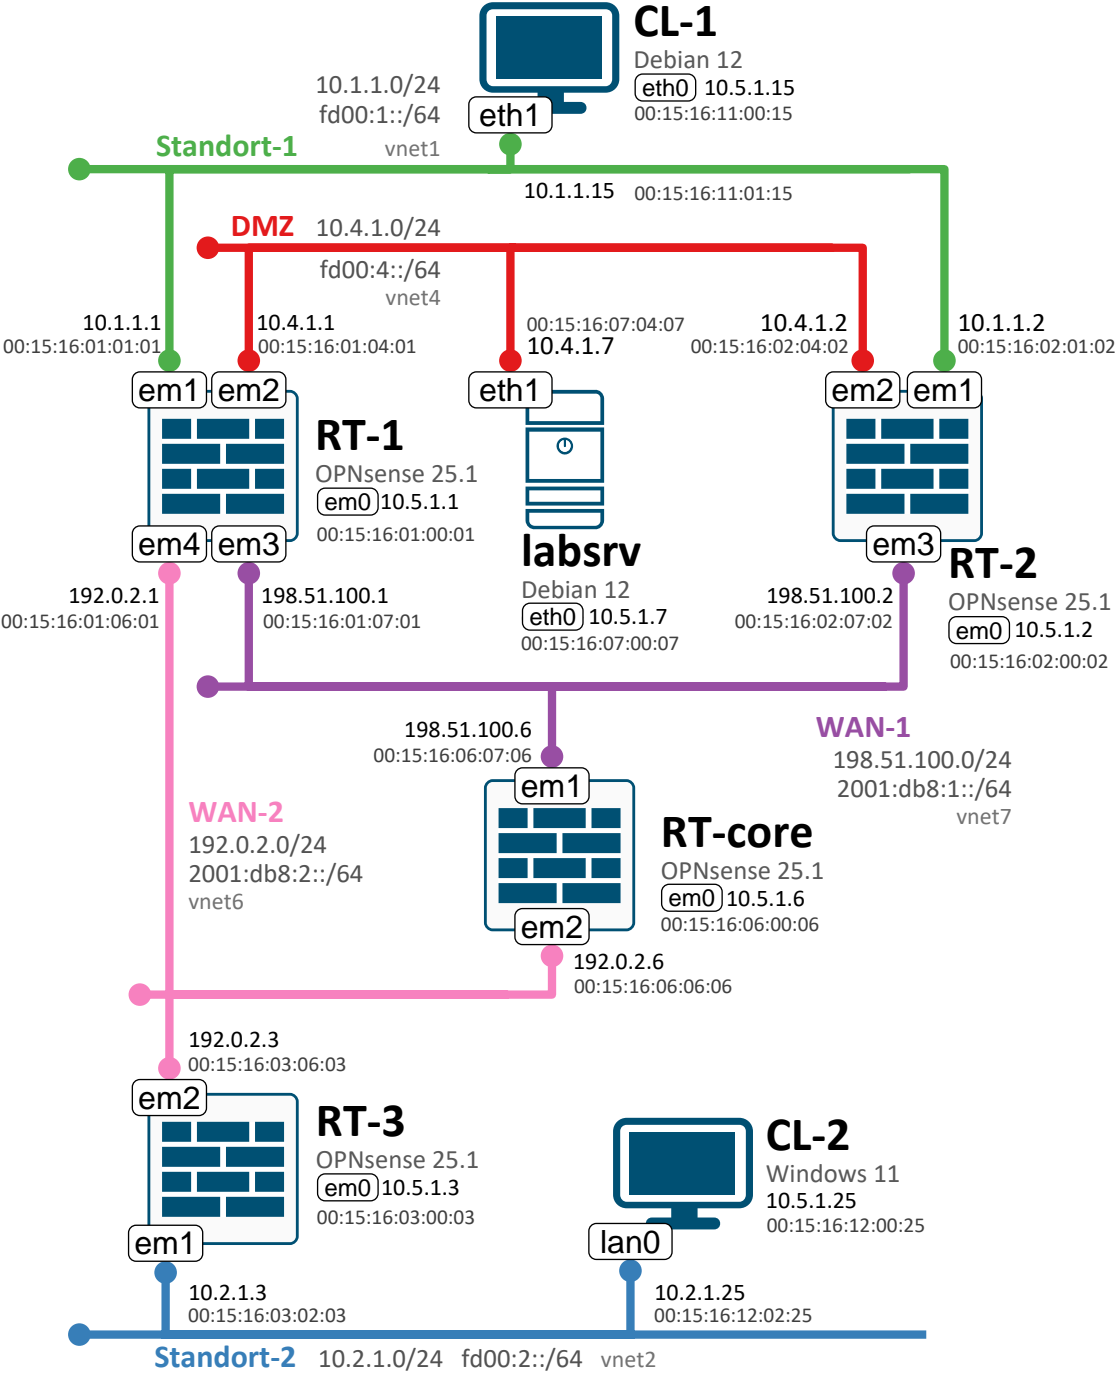 CL-1
Debian 12
eth0 10.5.1.15
00:15:16:11:00:15
10.1.1.0/24
fd00:1::/64
vnet1
eth1
Standort-1
10.1.1.15 00:15:16:11:01:15
DMZ 10.4.1.0/24
fd00:4::/64
vnet4
10.1.1.1
00:15:16:01:01:01
10.4.1.1
00:15:16:01:04:01
00:15:16:07:04:07
10.4.1.7
10.4.1.2
00:15:16:02:04:02
10.1.1.2
00:15:16:02:01:02
em1 em2
eth1
em2 em1
RT-1
OPNsense 25.1
em0 10.5.1.1
00:15:16:01:00:01
em4 em3
labsrv
Debian 12
eth0 10.5.1.7
00:15:16:07:00:07
em3
RT-2
OPNsense 25.1
em0 10.5.1.2
00:15:16:02:00:02
192.0.2.1
00:15:16:01:06:01
198.51.100.1
00:15:16:01:07:01
198.51.100.2
00:15:16:02:07:02
198.51.100.6
00:15:16:06:07:06
WAN-1
198.51.100.0/24
2001:db8:1::/64
vnet7
em1
WAN-2
192.0.2.0/24
2001:db8:2::/64
vnet6
RT-core
OPNsense 25.1
em0 10.5.1.6
00:15:16:06:00:06
em2
192.0.2.6
00:15:16:06:06:06
192.0.2.3
00:15:16:03:06:03
em2
RT-3
OPNsense 25.1
em0 10.5.1.3
00:15:16:03:00:03
em1
CL-2
Windows 11
10.5.1.25
00:15:16:12:00:25
lan0
10.2.1.3
00:15:16:03:02:03
10.2.1.25
00:15:16:12:02:25
Standort-2 10.2.1.0/24 fd00:2::/64 vnet2